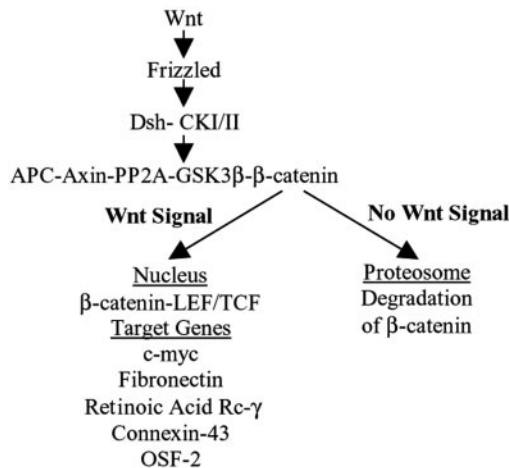 Wnt
Frizzled
Dsh- CKI/II
APC-Axin-PP2A-GSK3β-β-catenin
Wnt Signal
No Wnt Signal
Nucleus
β-catenin-LEF/TCF
Target Genes
c-myc
Fibronectin
Retinoic Acid Rc-γ
Connexin-43
OSF-2
Proteosome
Degradation
of β-catenin